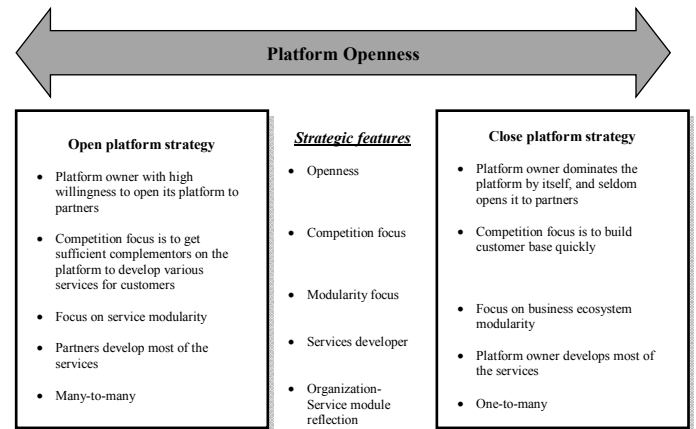 Platform Openness
Open platform strategy
• Platform owner with high
willingness to open its platform to
partners
• Competition focus is to get
sufficient complementors on the
platform to develop various
services for customers
• Focus on service modularity
• Partners develop most of the
services
• Many-to-many
Strategic features
• Openness
• Competition focus
• Modularity focus
• Services developer
• Organization-
Service module
reflection
Close platform strategy
• Platform owner dominates the
platform by itself, and seldom
opens it to partners
• Competition focus is to build
customer base quickly
• Focus on business ecosystem
modularity
• Platform owner develops most of
the services
• One-to-many